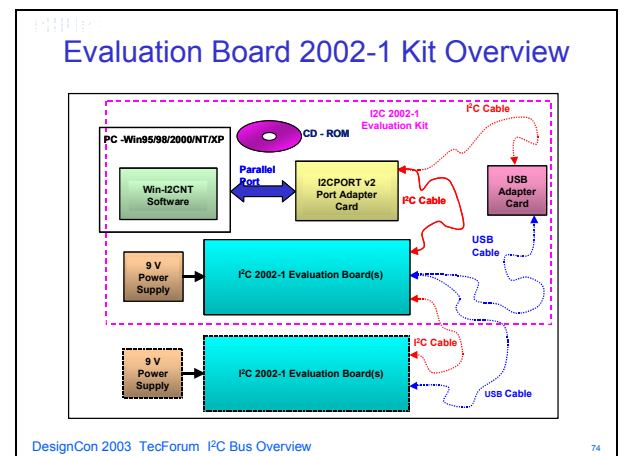 Evaluation Board 2002-1 Kit Overview
I2C 2002-1
Evaluation Kit
I²C Cable
CD - ROM
PC -Win95/98/2000/NT/XP
Win-I2CNT
Software
Parallel
Port
I2CPORT v2
Port Adapter
Card
I²C Cable
USB
Adapter
Card
USB
Cable
9 V
Power
Supply
I²C 2002-1 Evaluation Board(s)
I²C Cable
9 V
Power
Supply
I²C 2002-1 Evaluation Board(s)
USB Cable
DesignCon 2003 TecForum I²C Bus Overview
74